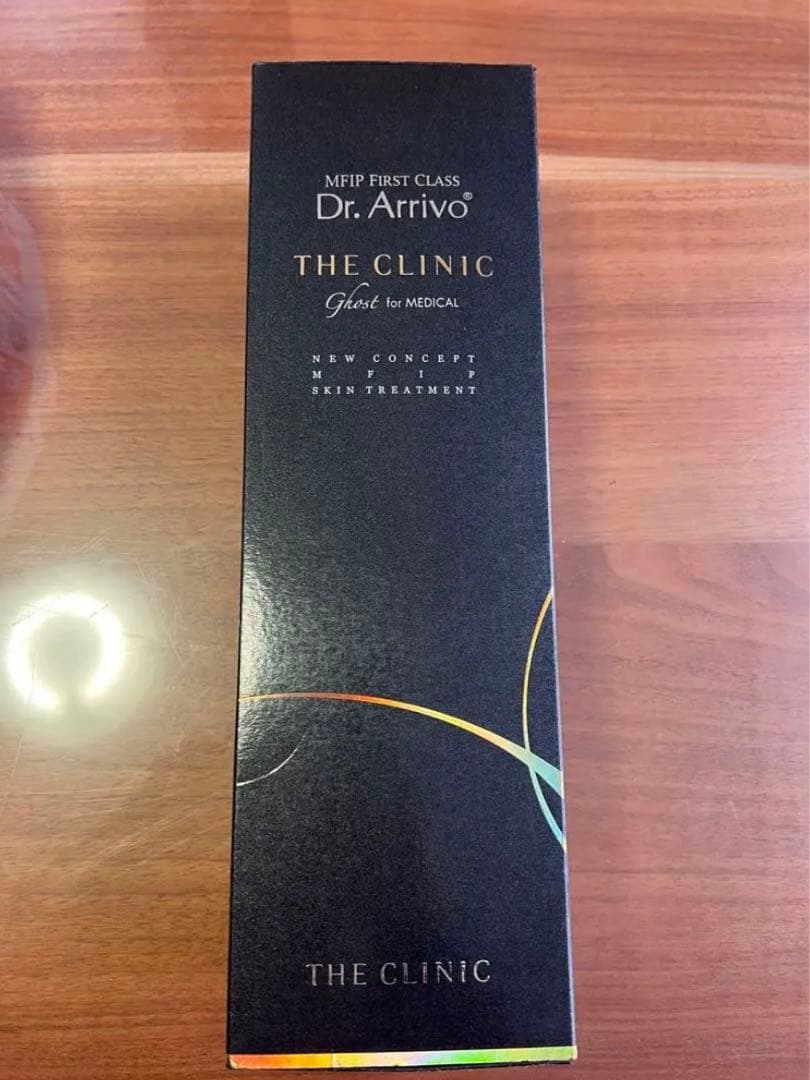 MFIP FIRST CLASS
Dr. Arrivo®
THE CLINIC
Ghost for MEDICAL
NEW CONCEPT
M F I P
SKIN TREATMENT
THE CLINIC